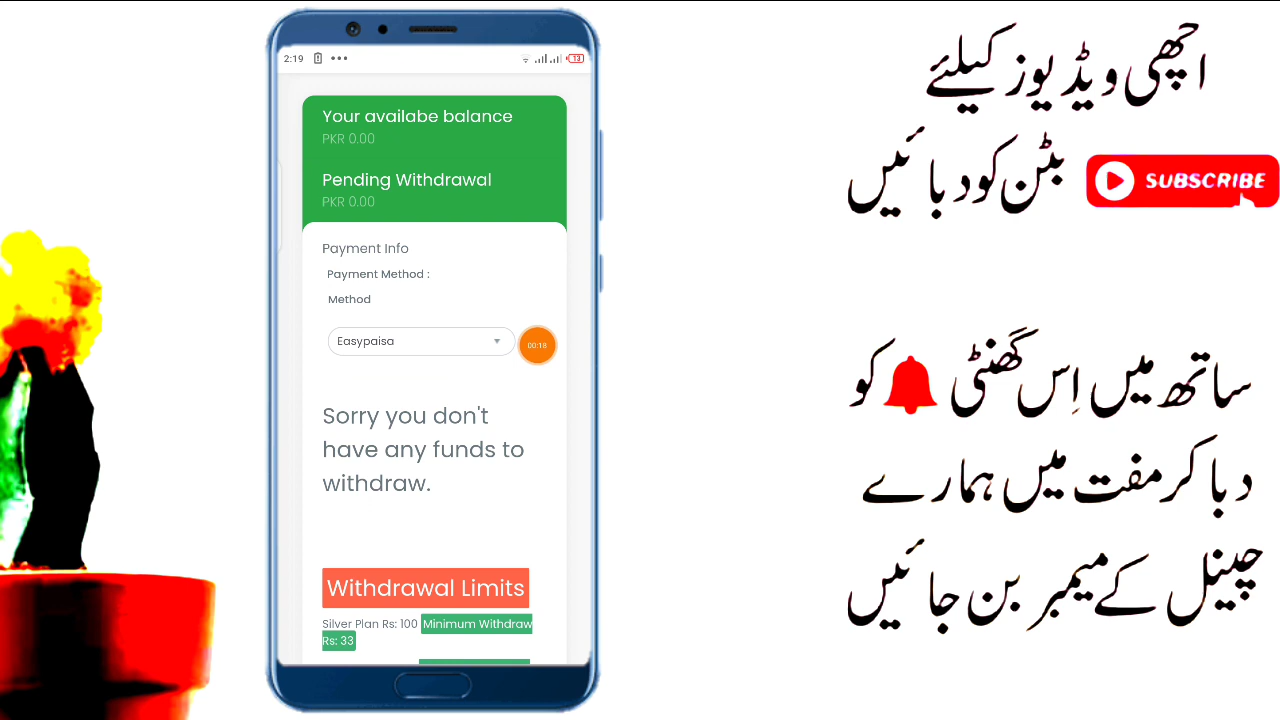 2:19
13
Your availabe balance
PKR 0.00
Pending Withdrawal
PKR 0.00
Payment Info
Payment Method :
Method
Easypaisa
00:18
Sorry you don't
have any funds to
withdraw.
Withdrawal Limits
Silver Plan Rs: 100 Minimum Withdraw
Rs: 33
اچھی ویڈیوز کیلئے
SUBSCRIBE بٹن کو دبائیں
ساتھ میں اِس گھنٹی کو
دبا کر مفت میں ہمارے
چینل کے میمبر بن جائیں